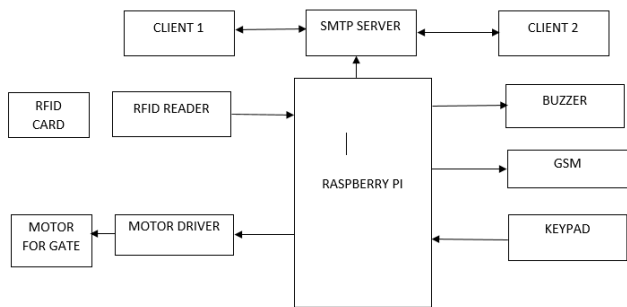 CLIENT 1
SMTP SERVER
CLIENT 2
RFID
CARD
RFID READER
BUZZER
RASPBERRY PI
GSM
MOTOR
FOR GATE
MOTOR DRIVER
KEYPAD